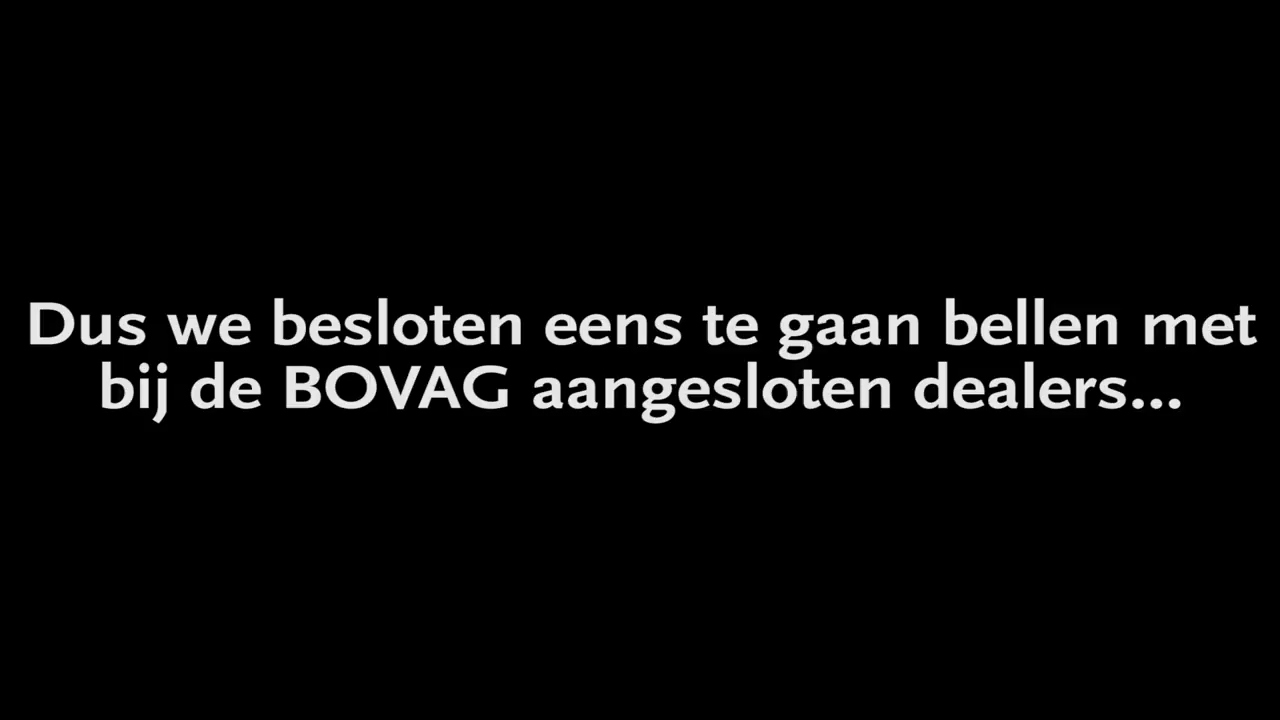 Dus we besloten eens te gaan bellen met
bij de BOVAG aangesloten dealers...